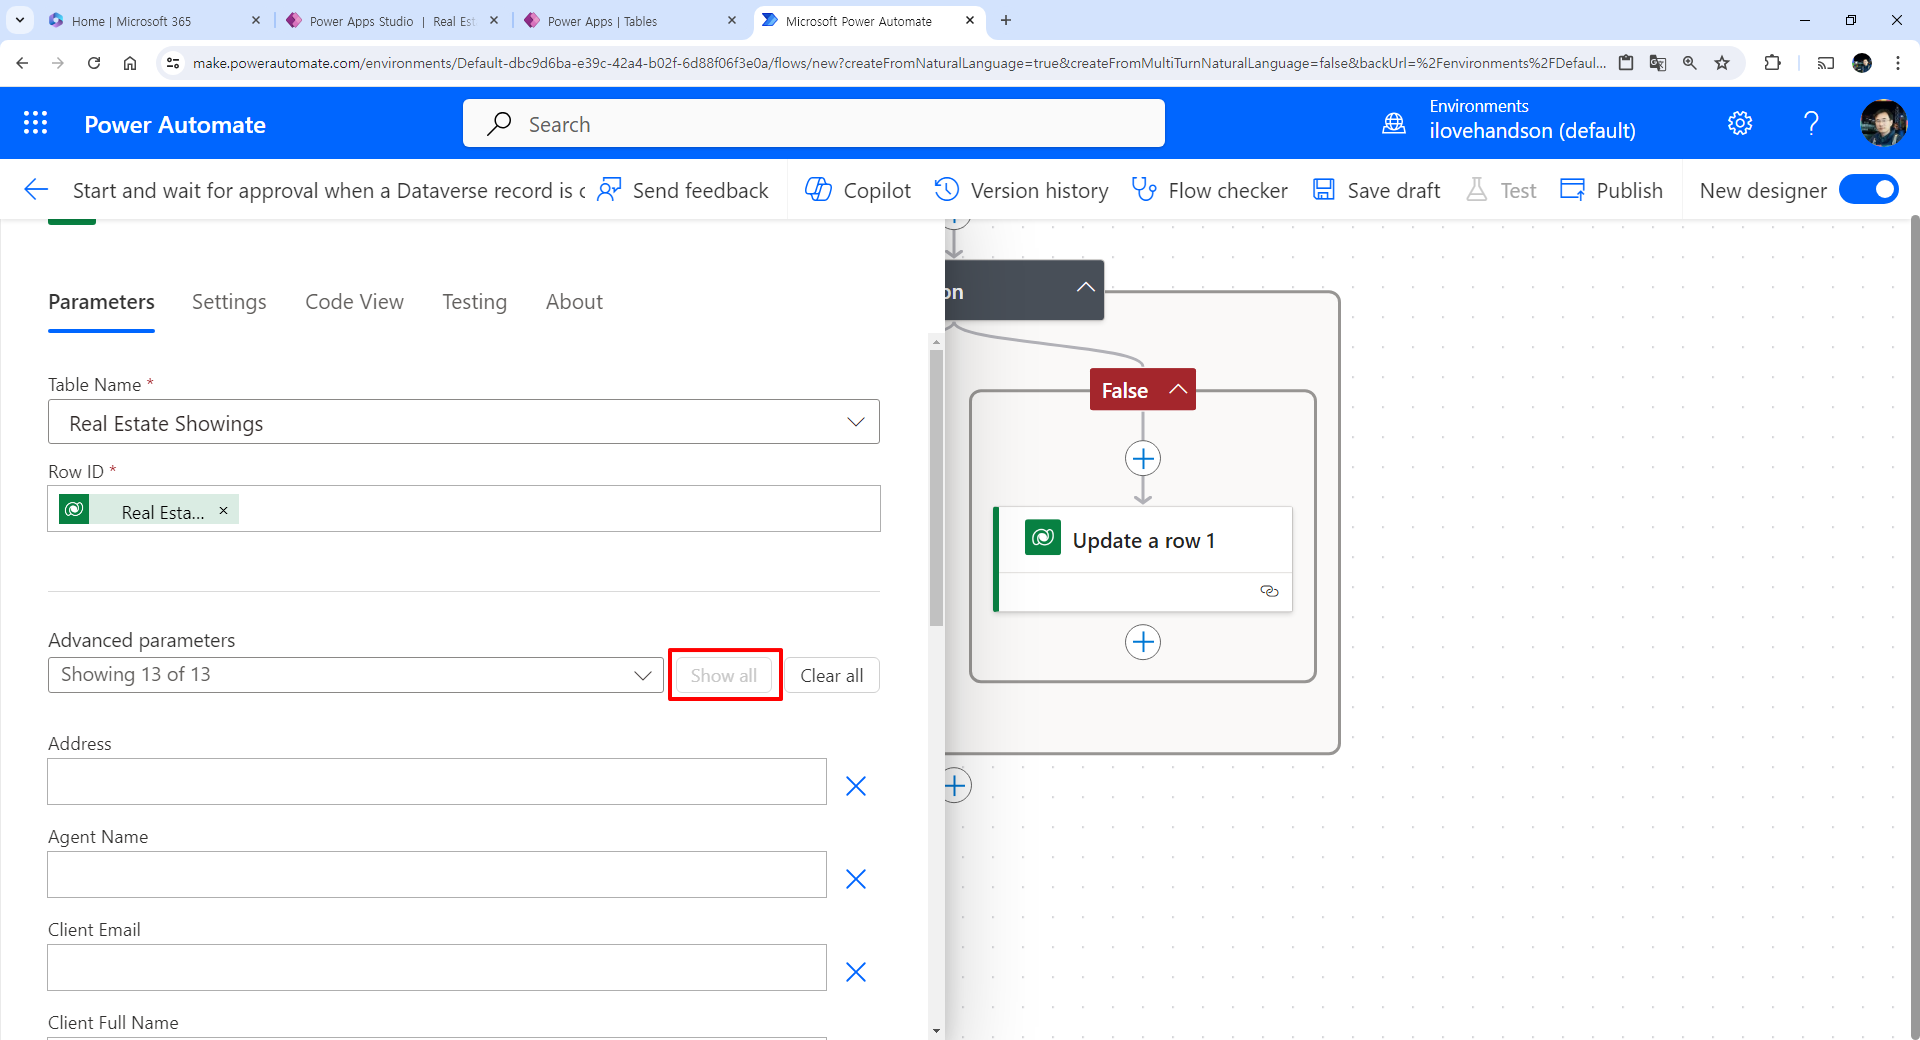 Home | Microsoft 365
Power Apps Studio | Real Est
Power Apps | Tables
Microsoft Power Automate
make.powerautomate.com/environments/Default-dbc9d6ba-e39c-42a4-b02f-6d88f06f3e0a/flows/new?createFromNaturalLanguage=true&createFromMultiTurnNaturalLanguage=false&backUrl=%2Fenvironments%2FDefaul...
Power Automate
Search
Environments
ilovehandson (default)
Start and wait for approval when a Dataverse record is c
Send feedback
Copilot
Version history
Flow checker
Save draft
Test
Publish
New designer
Parameters
Settings
Code View
Testing
About
Table Name *
Real Estate Showings
Row ID *
Real Esta... ×
Advanced parameters
Showing 13 of 13
Show all
Clear all
Address
Agent Name
Client Email
Client Full Name
on
False
Update a row 1